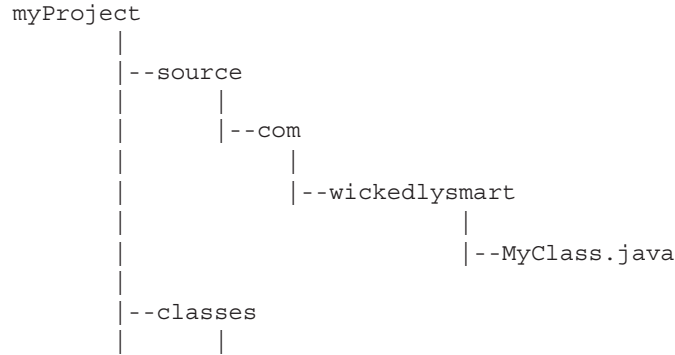 myProject
|
|--source
| |
| |--com
| |
| |--wickedlysmart
| |
| |--MyClass.java
|
|--classes
| |